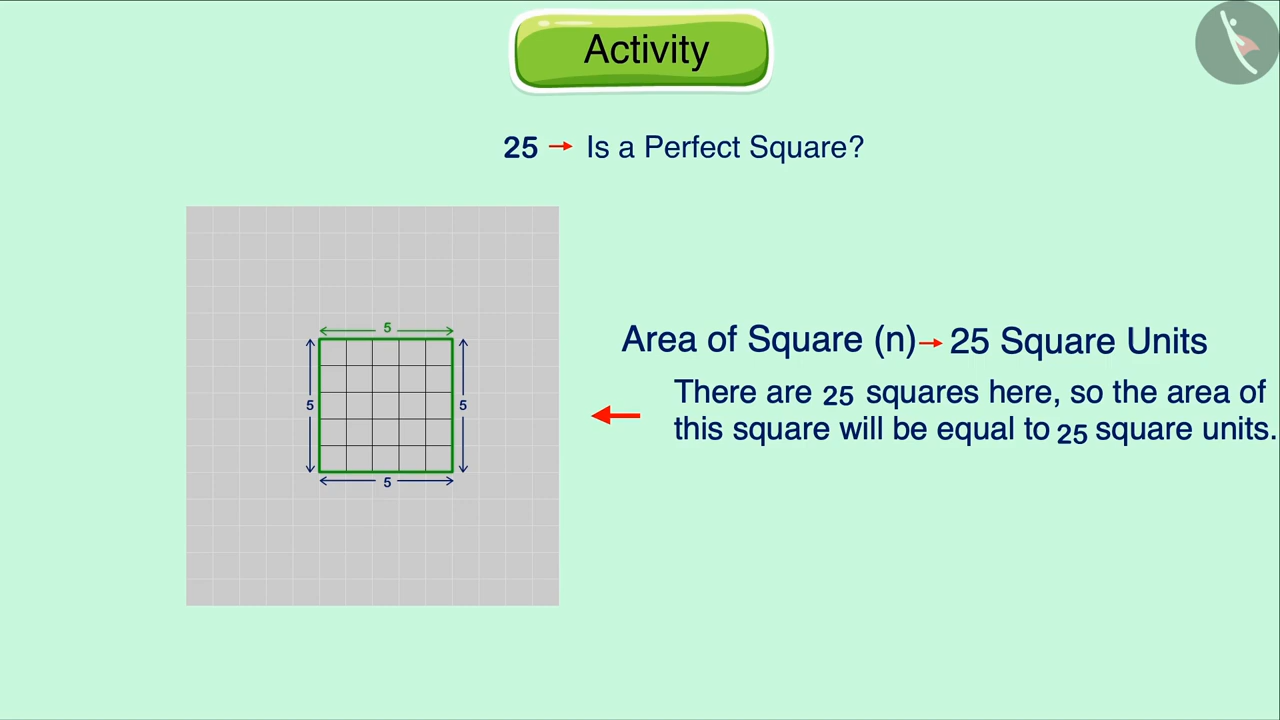 Activity
25 → Is a Perfect Square?
5
Area of Square (n)→ 25 Square Units
There are 25 squares here, so the area of
5 5
this square will be equal to 25 square units.
5